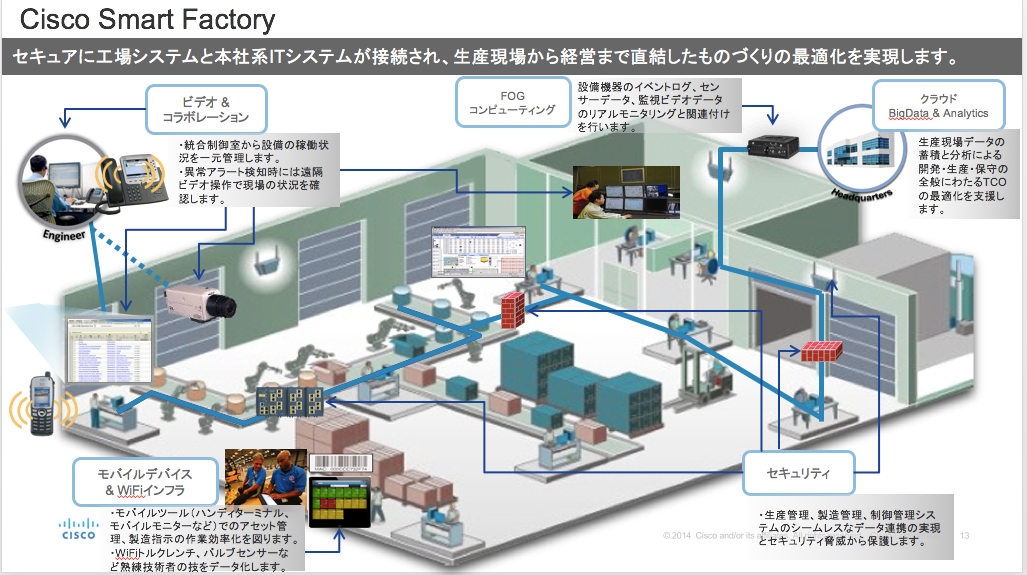 Cisco Smart Factory
セキュアに工場システムと本社系ITシステムが接続され、生産現場から経営まで直結したものづくりの最適化を実現します。
ビデオ &
コラボレーション
・統合制御室から設備の稼働状
況を一元管理します。
・異常アラート検知時には遠隔
ビデオ操作で現場の状況を確
認します。
FOG
コンピューティング
設備機器のイベントログ、セン
サーデータ、監視ビデオデータ
のリアルモニタリングと関連付け
を行います。
クラウド
BigData & Analytics
生産現場データの
蓄積と分析による
開発・生産・保守の
全般にわたるTCO
の最適化を支援し
ます。
Headquarters
Engineer
モバイルデバイス
& WiFiインフラ
・モバイルツール(ハンディターミナル、
モバイルモニターなど)でのアセット管
理、製造指示の作業効率化を図ります。
・WiFiトルクレンチ、バルブセンサーな
ど熟練技術者の技をデータ化します。
セキュリティ
・生産管理、製造管理、制御管理シス
テムのシームレスなデータ連携の実現
とセキュリティ脅威から保護します。
CISCO
© 2014 Cisco and/or its
13